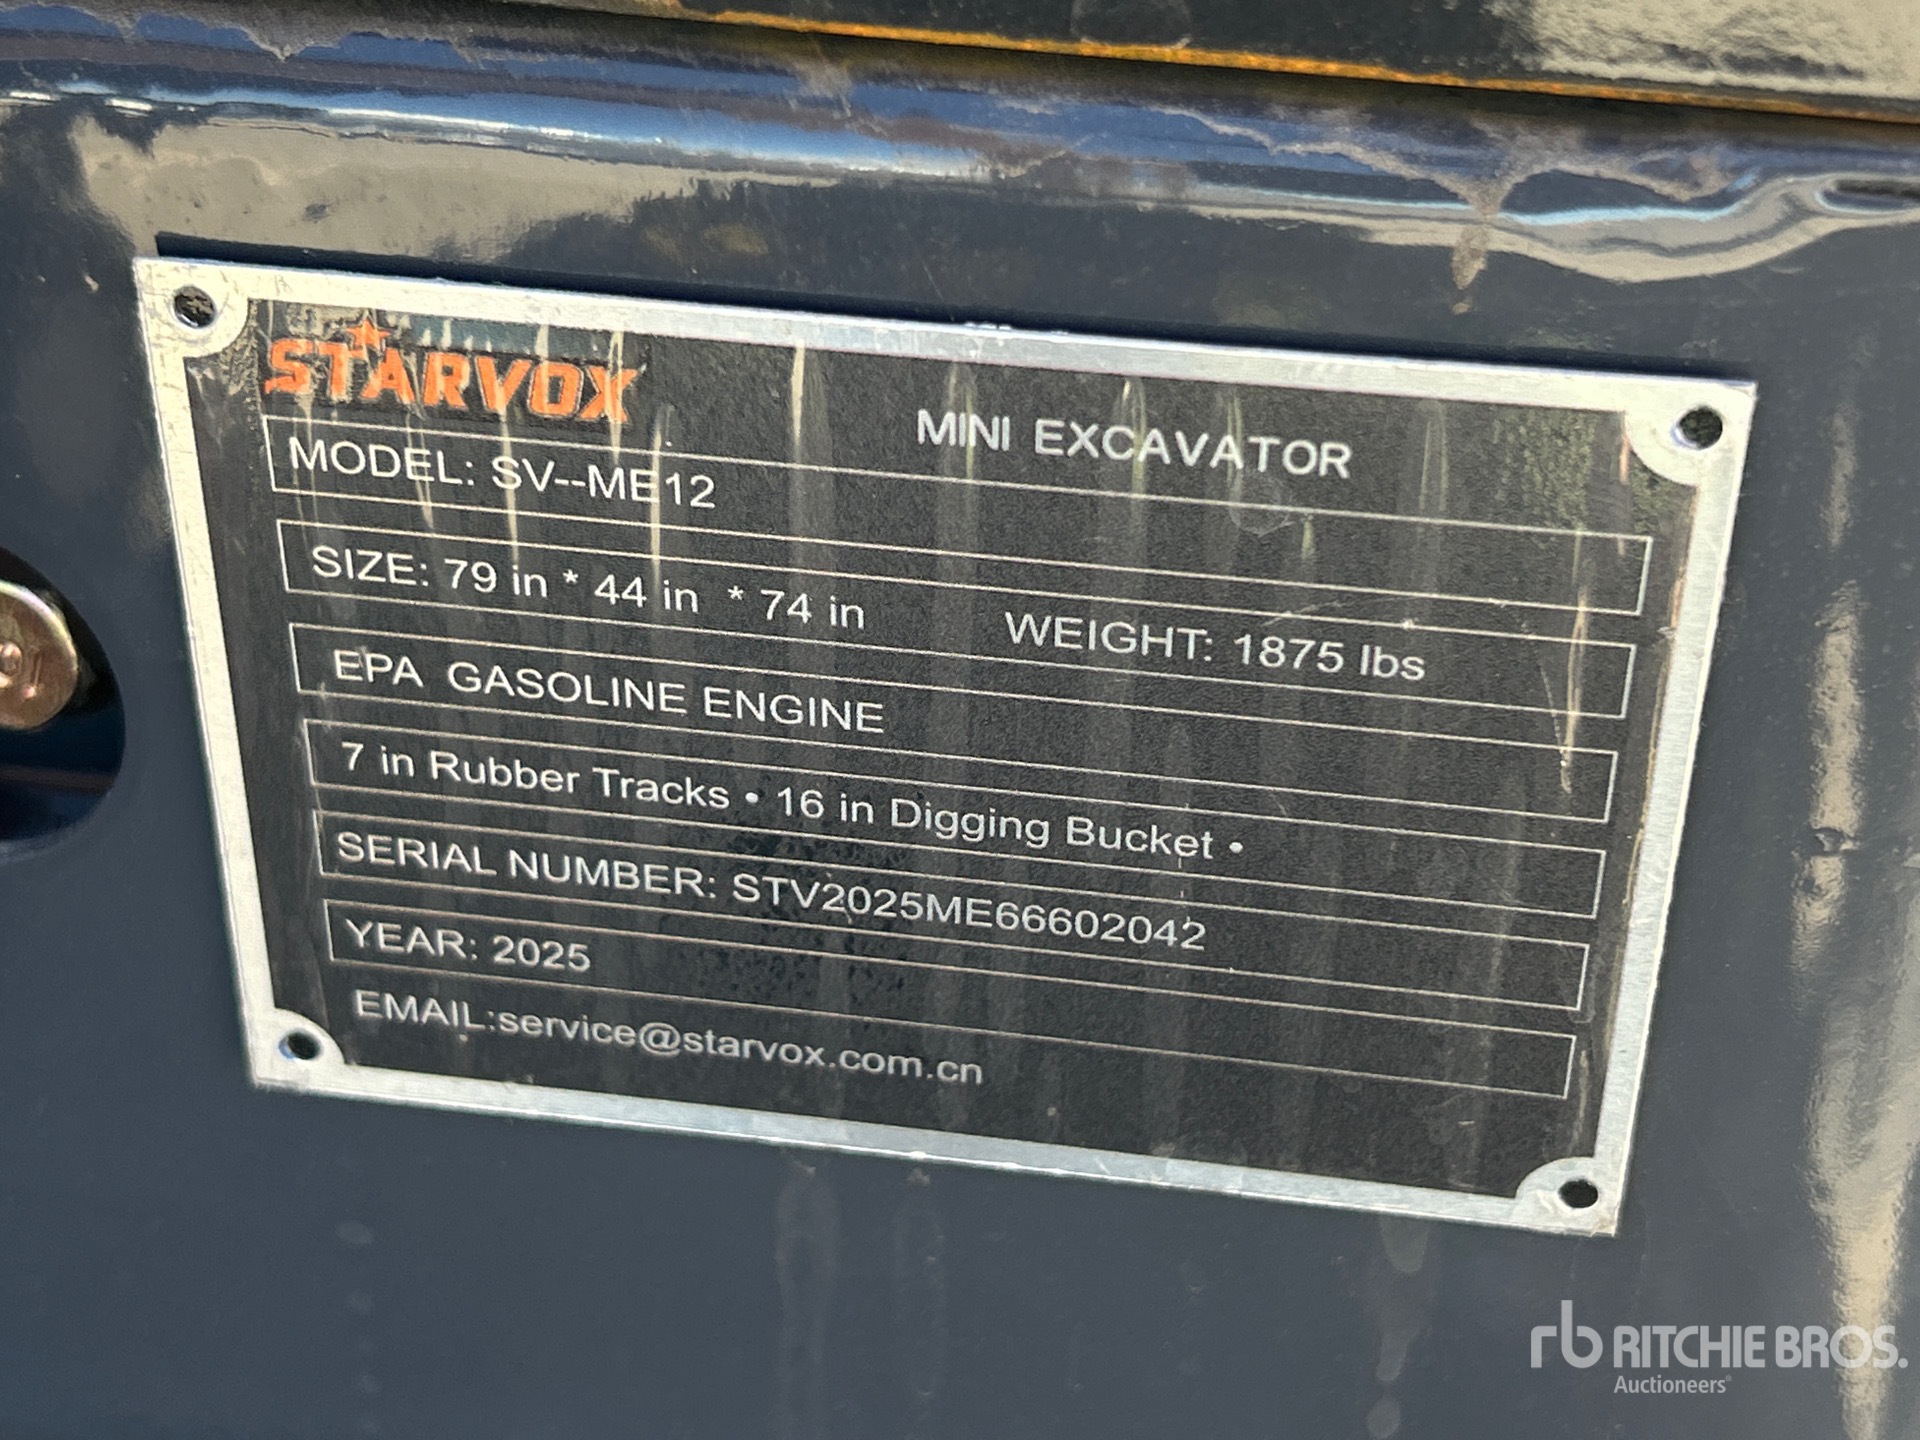 STARVOX
MINI EXCAVATOR
MODEL: SV--ME12
SIZE: 79 in * 44 in * 74 in WEIGHT: 1875 lbs
EPA GASOLINE ENGINE
7 in Rubber Tracks • 16 in Digging Bucket •
SERIAL NUMBER: STV2025ME66602042
YEAR: 2025
EMAIL:service@starvox.com.cn
rb RITCHIE BROS.
Auctioneers